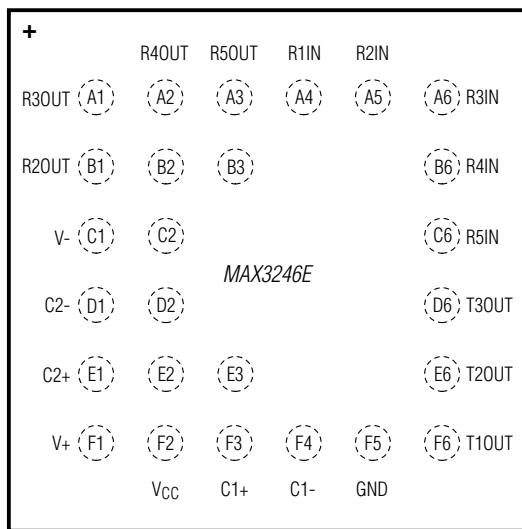 +
R4OUT R5OUT R1IN R2IN
R3OUT A1 A2 A3 A4 A5 A6 R3IN
R2OUT B1 B2 B3 B6 R4IN
V- C1 C2 C6 R5IN
MAX3246E
C2- D1 D2 D6 T3OUT
C2+ E1 E2 E3 E6 T2OUT
V+ F1 F2 F3 F4 F5 F6 T1OUT
VCC C1+ C1- GND